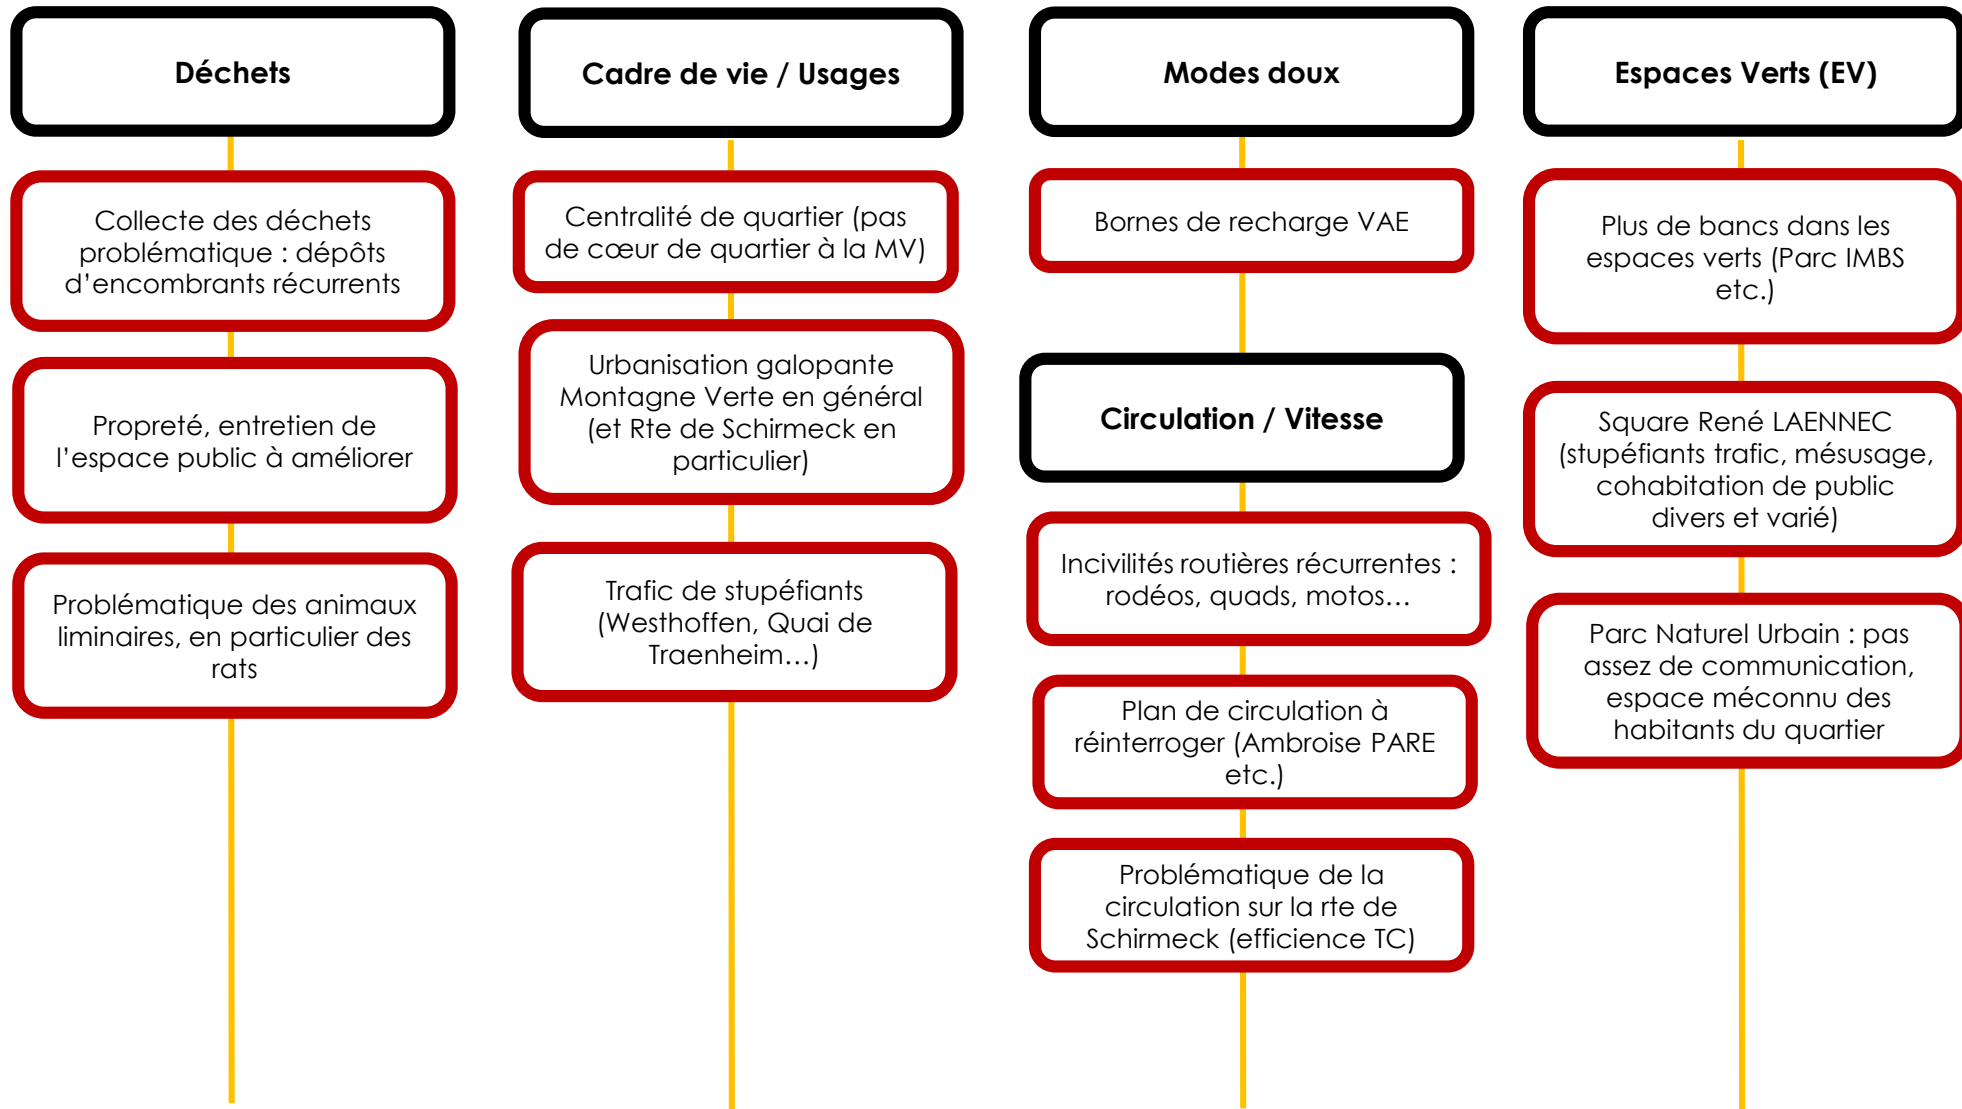 Déchets
Collecte des déchets
problématique : dépôts
d’encombrants récurrents
Propreté, entretien de
l’espace public à améliorer
Problématique des animaux
liminaires, en particulier des
rats
Cadre de vie / Usages
Centralité de quartier (pas
de cœur de quartier à la MV)
Urbanisation galopante
Montagne Verte en général
(et Rte de Schirmeck en
particulier)
Trafic de stupéfiants
(Westhoffen, Quai de
Traenheim…)
Modes doux
Bornes de recharge VAE
Circulation / Vitesse
Incivilités routières récurrentes :
rodéos, quads, motos…
Plan de circulation à
réinterroger (Ambroise PARE
etc.)
Problématique de la
circulation sur la rte de
Schirmeck (efficience TC)
Espaces Verts (EV)
Plus de bancs dans les
espaces verts (Parc IMBS
etc.)
Square René LAENNEC
(stupéfiants trafic, mésusage,
cohabitation de public
divers et varié)
Parc Naturel Urbain : pas
assez de communication,
espace méconnu des
habitants du quartier